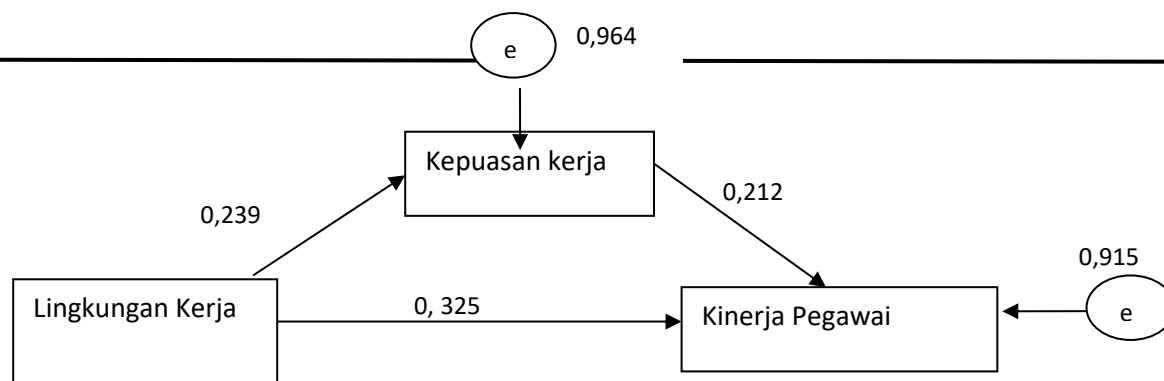 e
0,964
Kepuasan kerja
0,239
0,212
0,915
Lingkungan Kerja
0, 325
Kinerja Pegawai
e